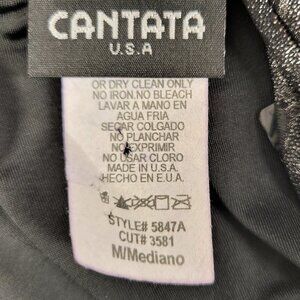 CANTATA
U.S.A
OR DRY CLEAN ONLY
NO IRON.NO BLEACH
LAVAR A MANO EN
AGUA FRIA
SECAR COLGADO
NO PLANCHAR
NO EXPRIMIR
NO USAR CLORO
MADE IN U.S.A.
HECHO EN E.U.A.
STYLE# 5847A
CUT# 3581
M/Mediano